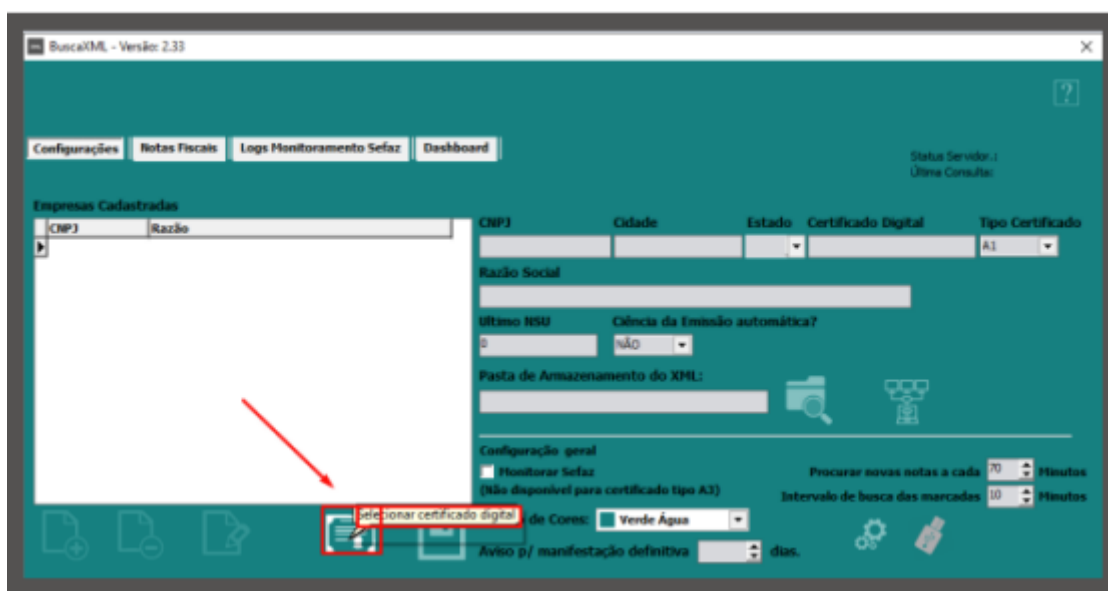 BuscaXML - Versão: 2.33
Configurações Notas Fiscais Logs Monitoramento Sefaz Dashboard
Status Servidor.:
Última Consulta:
Empresas Cadastradas
CNPJ Razão
CNPJ Cidade Estado Certificado Digital Tipo Certificado
A1
Razão Social
Ultimo NSU Ciência da Emissão automática?
0 NÃO
Pasta de Armazenamento do XML:
Configuração geral
Monitorar Sefaz
Procurar novas notas a cada 70 Minutos
(Não disponível para certificado tipo A3)
Intervalo de busca das marcadas 10 Minutos
Selecionar certificado digital
de Cores: Verde Água
Aviso p/ manifestação definitiva dias.